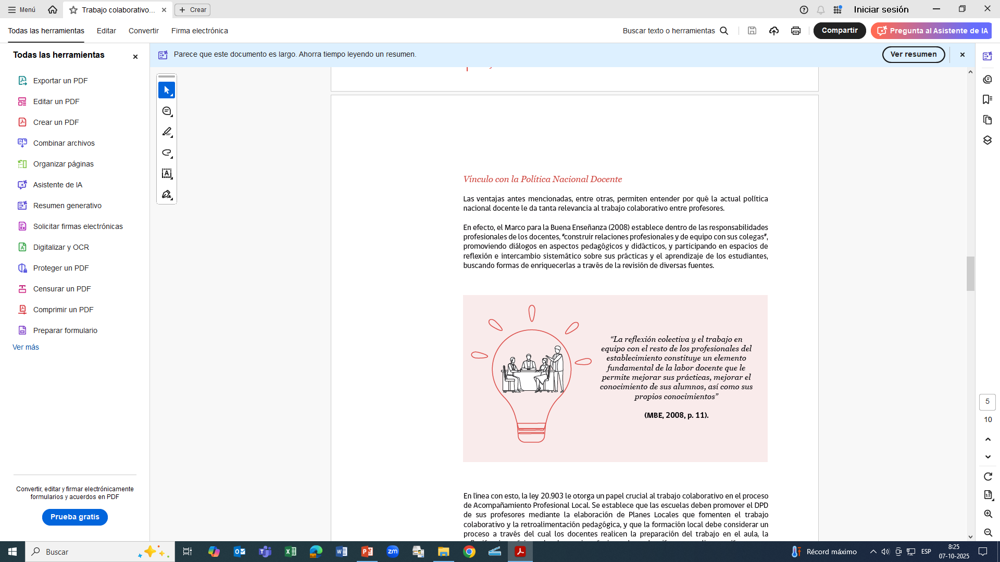 Menú
Trabajo colaborativo...
Crear
Iniciar sesión
Todas las herramientas
Editar
Convertir
Firma electrónica
Buscar texto o herramientas
Compartir
Pregunta al Asistente de IA
Todas las herramientas
Parece que este documento es largo. Ahorra tiempo leyendo un resumen.
Ver resumen
Exportar un PDF
Editar un PDF
Crear un PDF
Combinar archivos
Organizar páginas
Asistente de IA
Resumen generativo
Solicitar firmas electrónicas
Digitalizar y OCR
Proteger un PDF
Censurar un PDF
Comprimir un PDF
Preparar formulario
Ver más
Convertir, editar y firmar electrónicamente
formularios y acuerdos en PDF
Prueba gratis
Vínculo con la Política Nacional Docente
Las ventajas antes mencionadas, entre otras, permiten entender por qué la actual política
nacional docente le da tanta relevancia al trabajo colaborativo entre profesores.
En efecto, el Marco para la Buena Enseñanza (2008) establece dentro de las responsabilidades
profesionales de los docentes, “construir relaciones profesionales y de equipo con sus colegas”,
promoviendo diálogos en aspectos pedagógicos y didácticos, y participando en espacios de
reflexión e intercambio sistemático sobre sus prácticas y el aprendizaje de los estudiantes,
buscando formas de enriquecerlas a través de la revisión de diversas fuentes.
“La reflexión colectiva y el trabajo en
equipo con el resto de los profesionales del
establecimiento constituye un elemento
fundamental de la labor docente que le
permite mejorar sus prácticas, mejorar el
conocimiento de sus alumnos, así como sus
propios conocimientos”
(MBE, 2008, p. 11).
En línea con esto, la ley 20.903 le otorga un papel crucial al trabajo colaborativo en el proceso
de Acompañamiento Profesional Local. Se establece que las escuelas deben promover el DPD
de sus profesores mediante la elaboración de Planes Locales que fomenten el trabajo
colaborativo y la retroalimentación pedagógica, y que la formación local debe considerar un
proceso a través del cual los docentes realicen la preparación del trabajo en el aula, la
5
10
Buscar
Récord máximo
ESP
8:25
07-10-2025